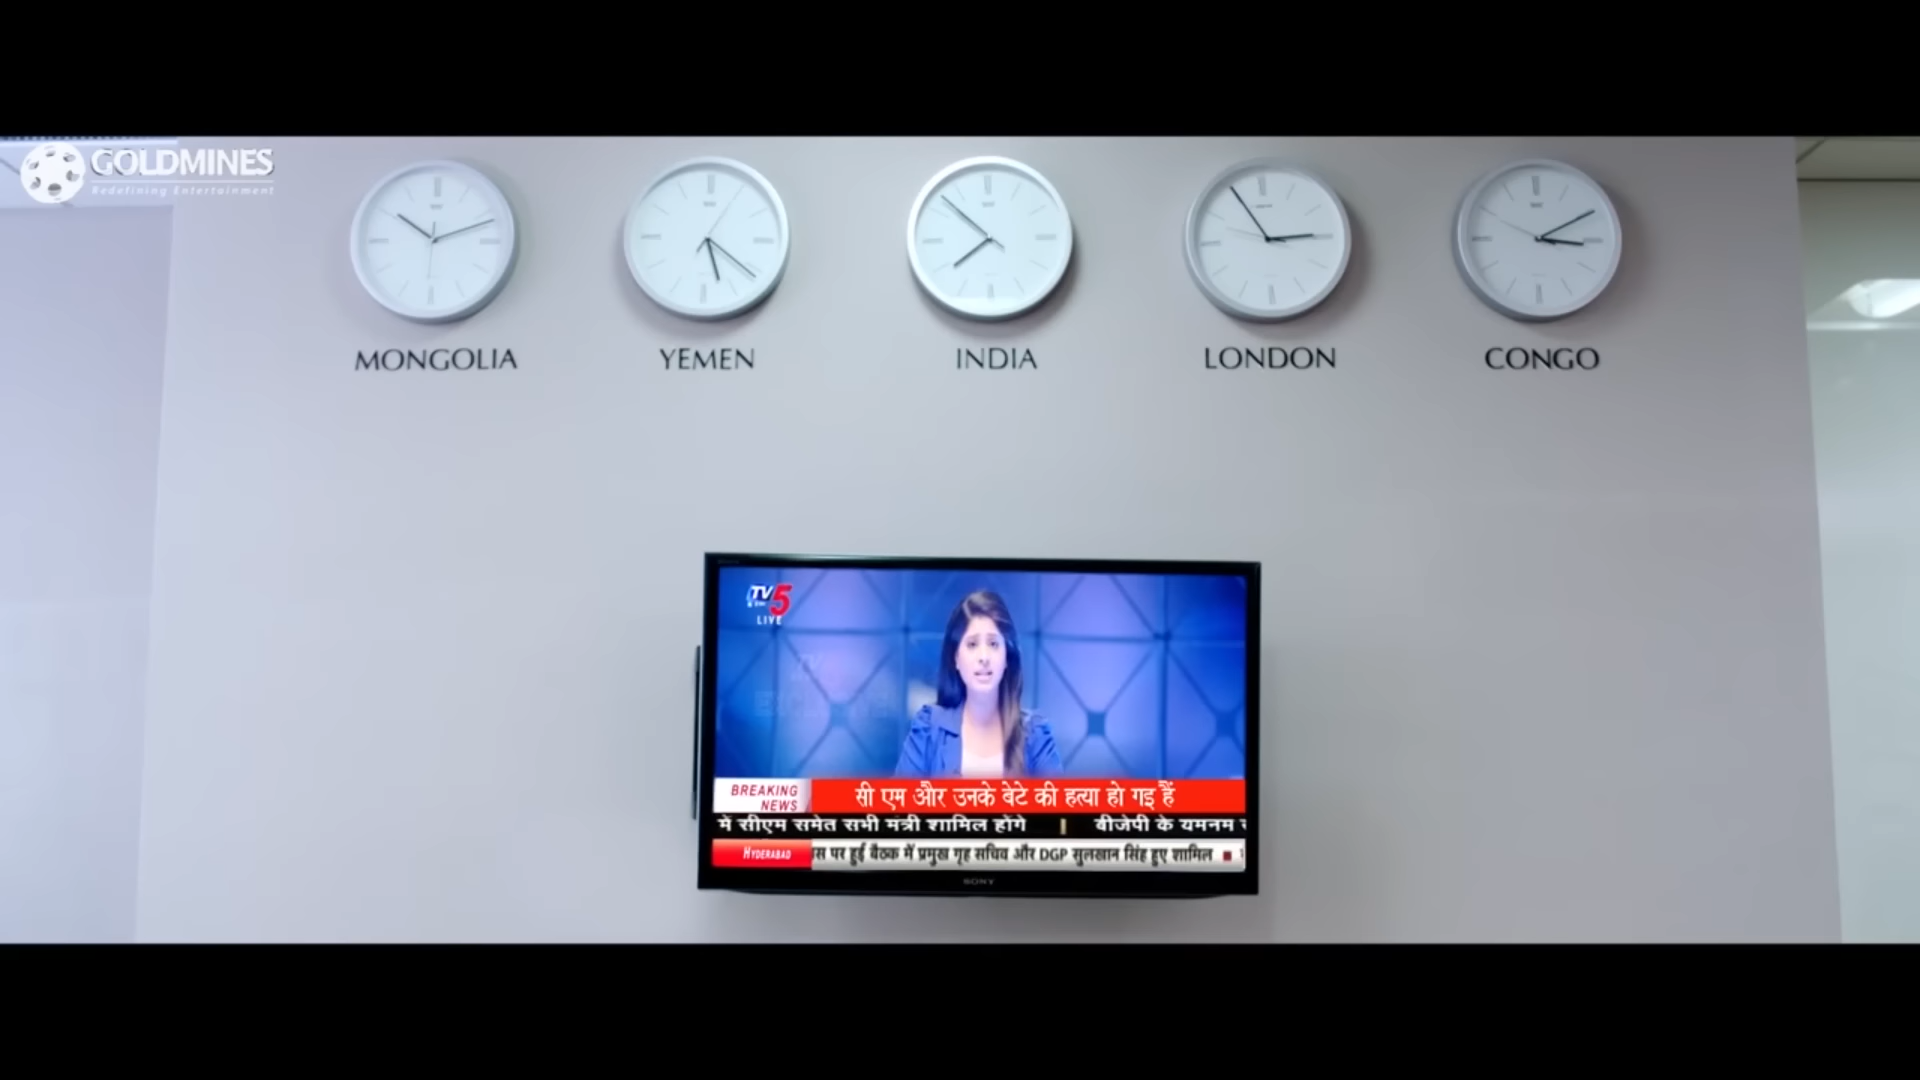 GOLDMINES
Redefining Entertainment
MONGOLIA
YEMEN
INDIA
LONDON
CONGO
TV5
LIVE
BREAKING NEWS
सी एम और उनके बेटे की हत्या हो गइ हैं
में सीएम समेत सभी मंत्री शामिल होंगे | बीजेपी के यमनम
HYDERABAD
पर हुई बैठक में प्रमुख गृह सचिव और DGP सुलखान सिंह हुए शामिल
SONY